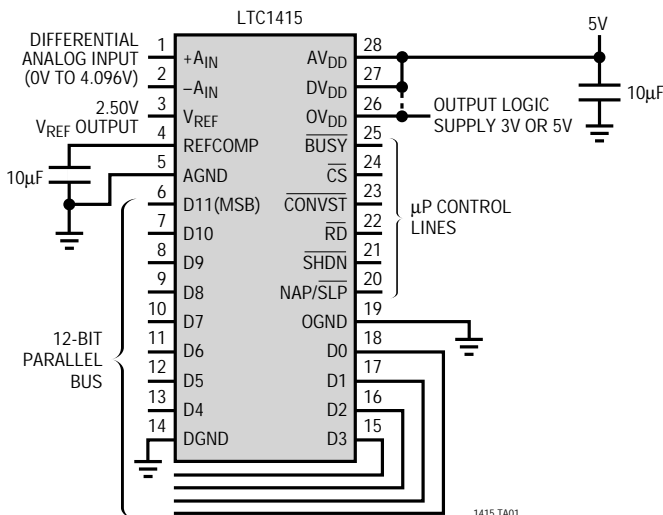 LTC1415
DIFFERENTIAL
ANALOG INPUT
(0V TO 4.096V)
2.50V
VREF OUTPUT
10µF
12-BIT
PARALLEL
BUS
1 +AIN
2 −AIN
3 VREF
4 REFCOMP
5 AGND
6 D11(MSB)
7 D10
8 D9
9 D8
10 D7
11 D6
12 D5
13 D4
14 DGND
AVDD 28
DVDD 27
OVDD 26
BUSY 25
CS 24
CONVST 23
RD 22
SHDN 21
NAP/SLP 20
OGND 19
D0 18
D1 17
D2 16
D3 15
5V
10µF
OUTPUT LOGIC
SUPPLY 3V OR 5V
µP CONTROL
LINES
1415 TA01